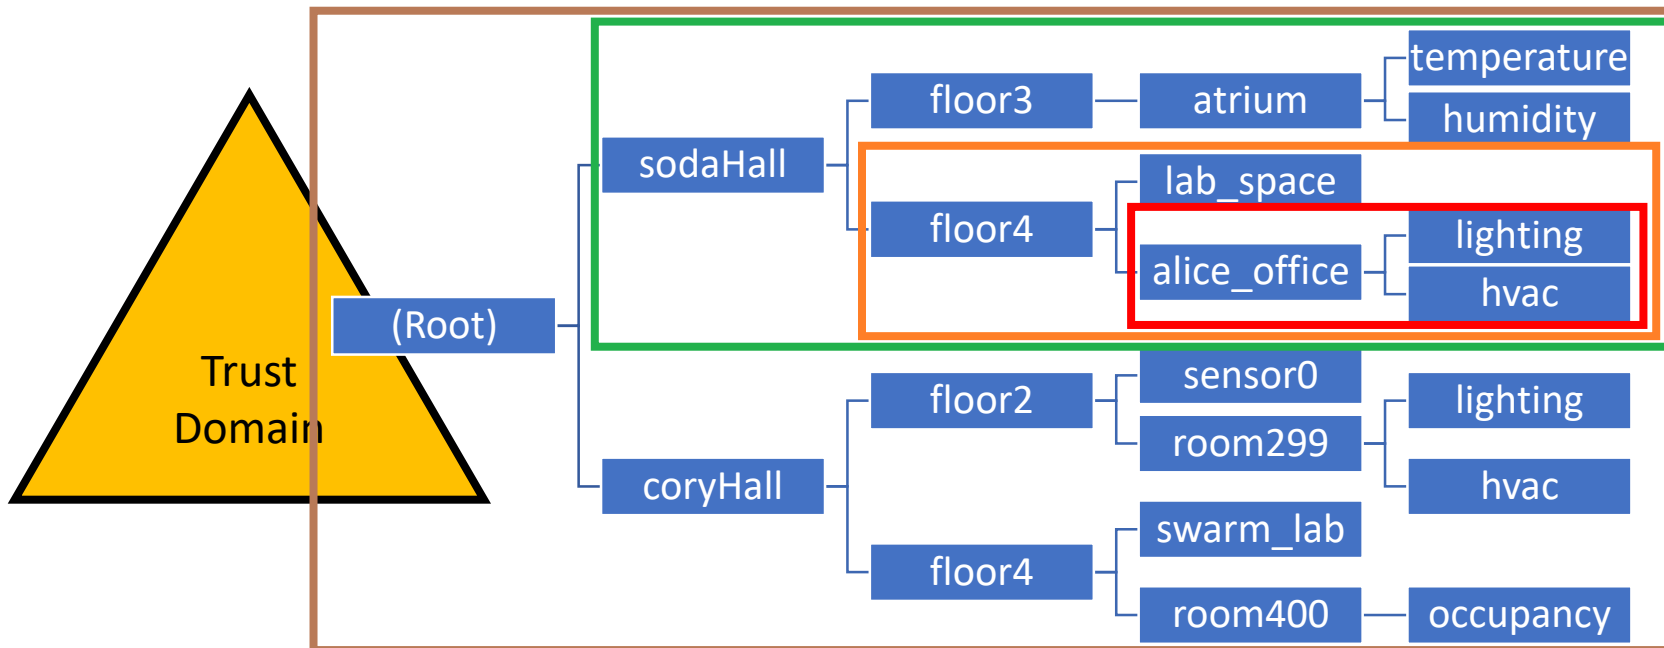 Trust
Domain
(Root)
sodaHall
floor3
atrium
temperature
humidity
floor4
lab_space
alice_office
lighting
hvac
coryHall
floor2
sensor0
room299
lighting
hvac
floor4
swarm_lab
room400
occupancy